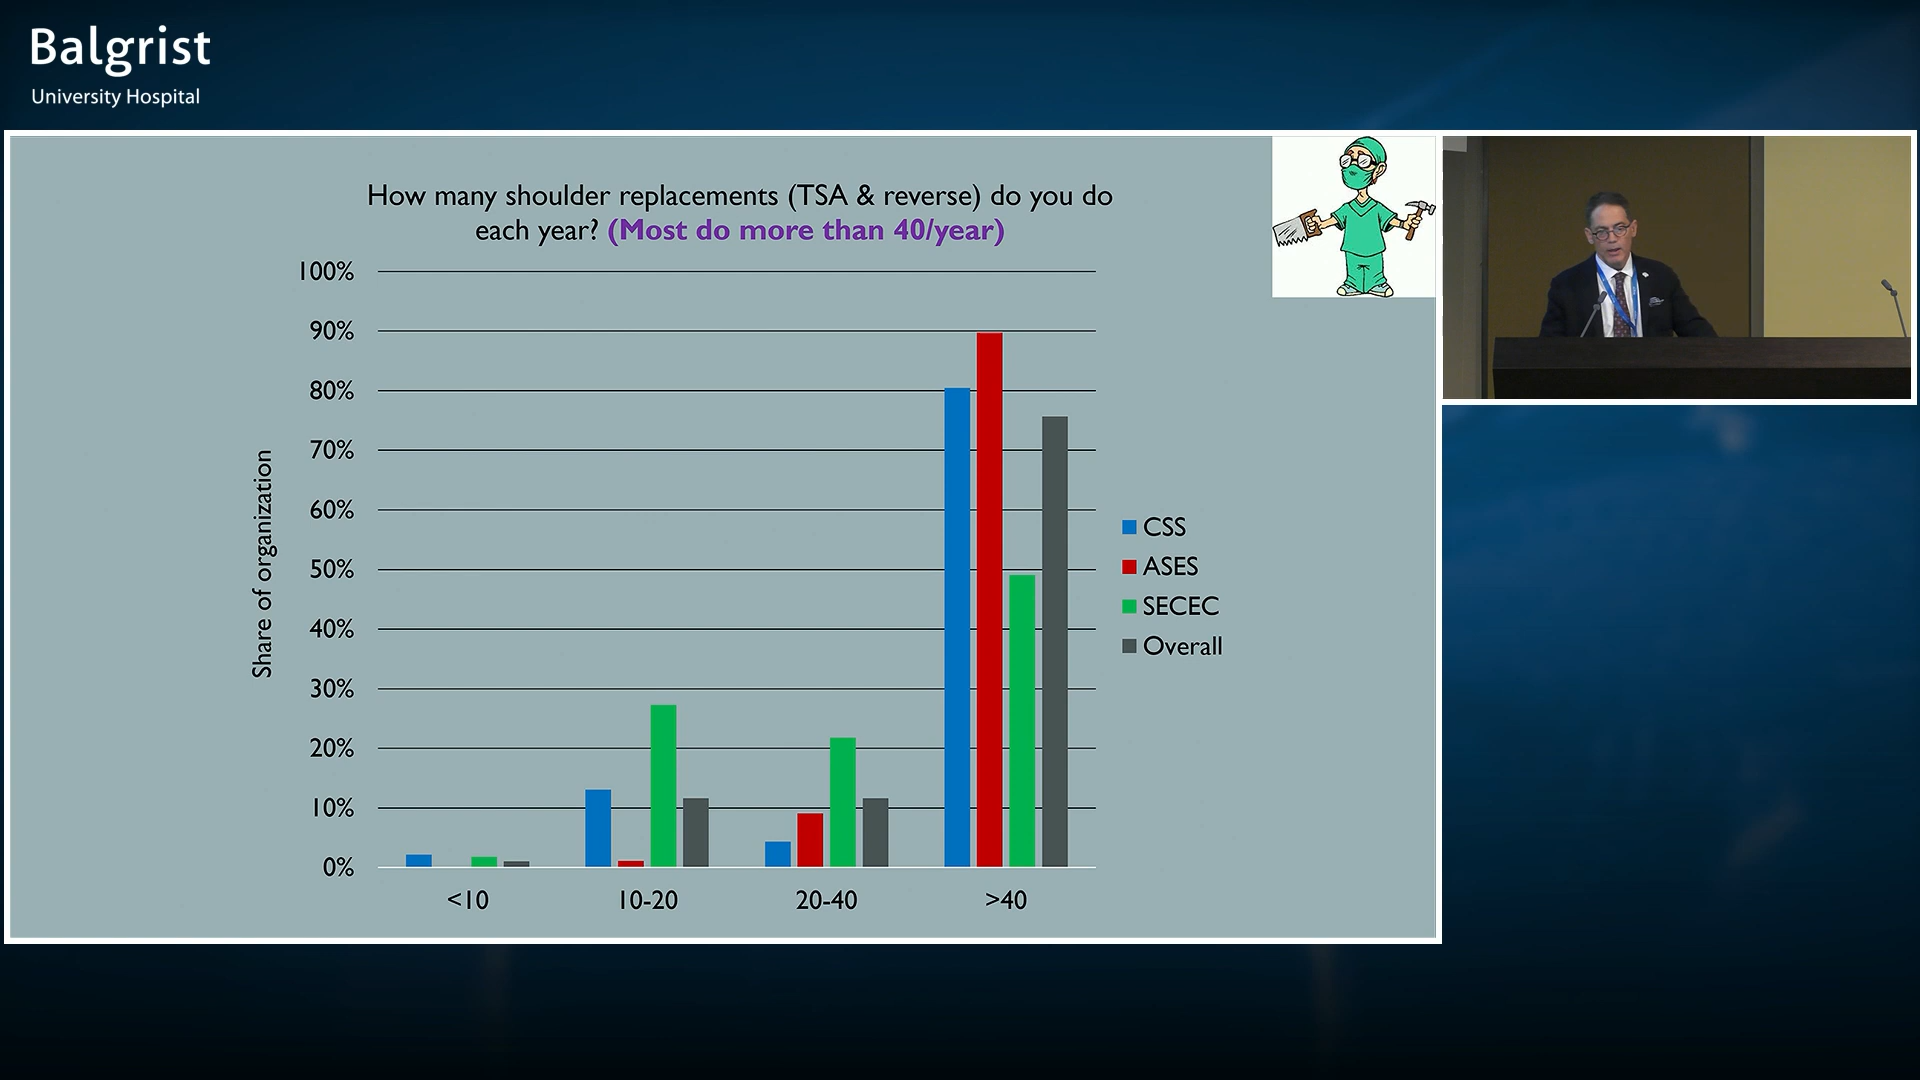 Balgrist
University Hospital
How many shoulder replacements (TSA & reverse) do you do
each year? (Most do more than 40/year)
100%
90%
80%
70%
60%
50%
40%
30%
20%
10%
0%
Share of organization
<10
10-20
20-40
>40
CSS
ASES
SECEC
Overall